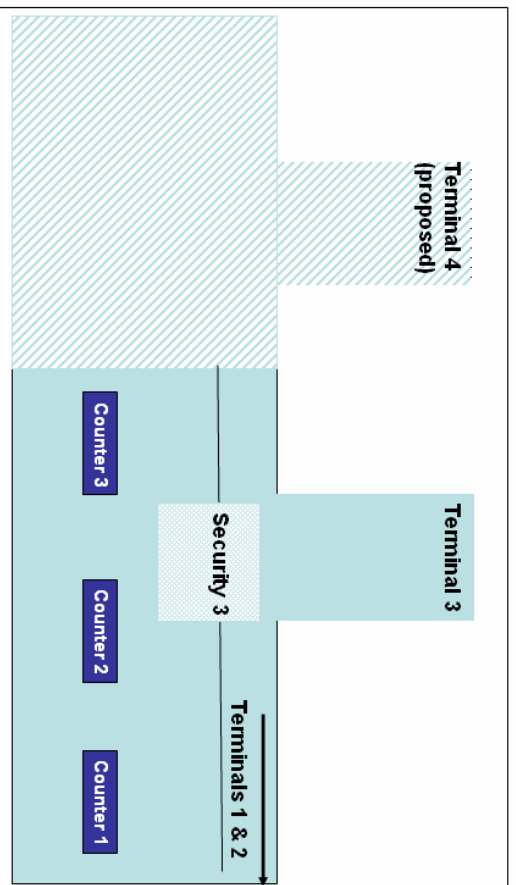 Terminal 4
(proposed)
Terminal 3
Security 3
Terminals 1 & 2
Counter 3
Counter 2
Counter 1